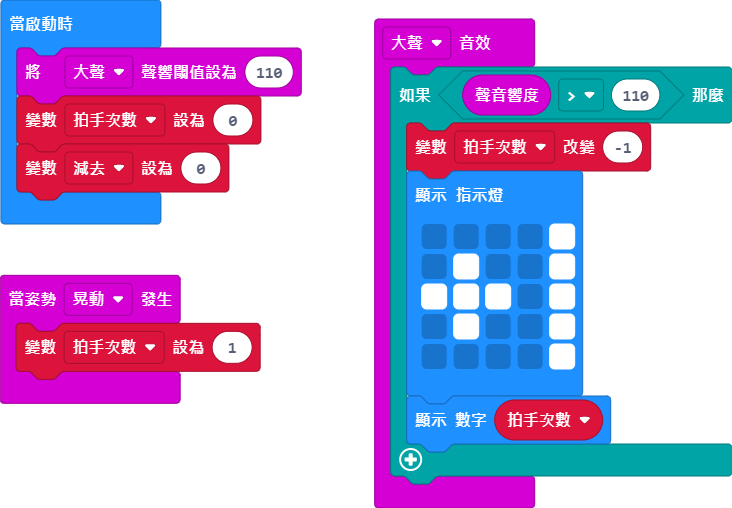 當啟動時
將 大聲 聲響閾值設為 110
變數 拍手次數 設為 0
變數 減去 設為 0
當姿勢 晃動 發生
變數 拍手次數 設為 1
大聲 音效
如果 聲音響度 > 110 那麼
變數 拍手次數 改變 -1
顯示 指示燈
顯示 數字 拍手次數